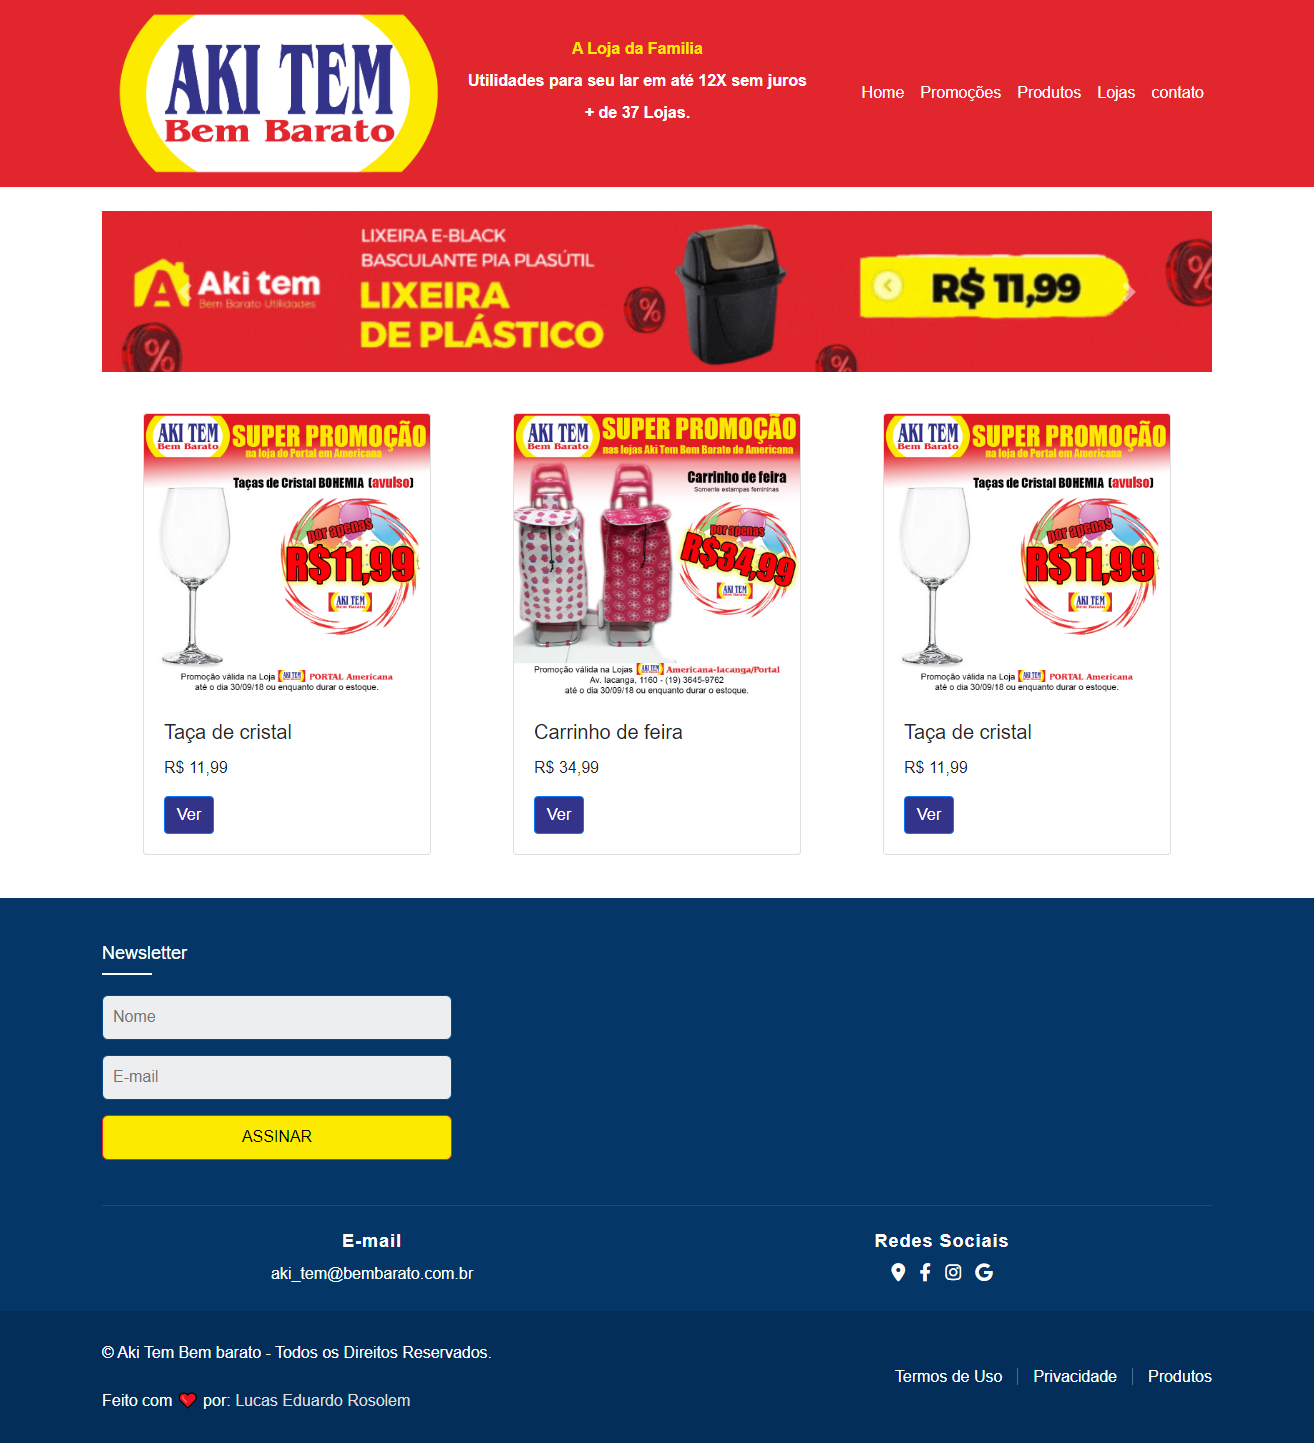 AKI TEM
Bem Barato
A Loja da Familia
Utilidades para seu lar em até 12X sem juros
+ de 37 Lojas.
Home Promoções Produtos Lojas contato
Aki tem
Bem Barato Utilidades
LIXEIRA E-BLACK
BASCULANTE PIA PLASÚTIL
LIXEIRA
DE PLÁSTICO
R$ 11,99
%
%
%
%
AKI TEM
Bem Barato
SUPER PROMOÇÃO
na loja do Portal em Americana
Taças de Cristal BOHEMIA (avulso)
por apenas
R$11,99
AKI TEM
Bem Barato
Promoção válida na Loja AKI TEM PORTAL Americana
até o dia 30/09/18 ou enquanto durar o estoque.
Taça de cristal
R$ 11,99
Ver
AKI TEM
Bem Barato
SUPER PROMOÇÃO
nas lojas Aki Tem Bem Barato de Americana
Carrinho de feira
Somente estampas femininas
por apenas
R$34,99
AKI TEM
Bem Barato
Promoção válida na Lojas AKI TEM Americana-Iacanga/Portal
Av. Iacanga, 1160 - (19) 3645-9762
até o dia 30/09/18 ou enquanto durar o estoque.
Carrinho de feira
R$ 34,99
Ver
AKI TEM
Bem Barato
SUPER PROMOÇÃO
na loja do Portal em Americana
Taças de Cristal BOHEMIA (avulso)
por apenas
R$11,99
AKI TEM
Bem Barato
Promoção válida na Loja AKI TEM PORTAL Americana
até o dia 30/09/18 ou enquanto durar o estoque.
Taça de cristal
R$ 11,99
Ver
Newsletter
Nome
E-mail
ASSINAR
E-mail
aki_tem@bembarato.com.br
Redes Sociais
© Aki Tem Bem barato - Todos os Direitos Reservados.
Feito com ❤ por: Lucas Eduardo Rosolem
Termos de Uso Privacidade Produtos